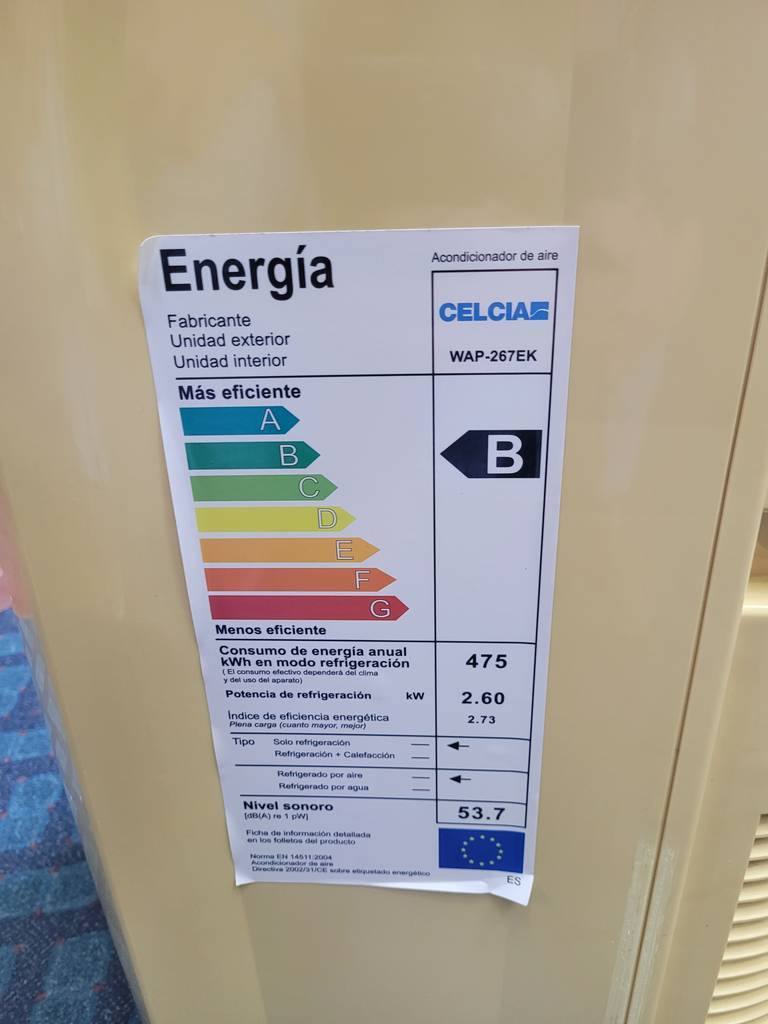 Energía
Acondicionador de aire
Fabricante
Unidad exterior
Unidad interior
CELCIA
WAP-267EK
Más eficiente
A
B
C
D
E
F
G
B
Menos eficiente
Consumo de energía anual
kWh en modo refrigeración
( El consumo efectivo dependerá del clima
y del uso del aparato)
475
Potencia de refrigeración kW 2.60
Índice de eficiencia energética
Plena carga (cuanto mayor, mejor)
2.73
Tipo Solo refrigeración
Refrigeración + Calefacción
Refrigerado por aire
Refrigerado por agua
Nivel sonoro
[dB(A) re 1 pW]
53.7
Ficha de información detallada
en los folletos del producto
Norma EN 14511:2004
Acondicionador de aire
Directiva 2002/31/CE sobre etiquetado energético
ES